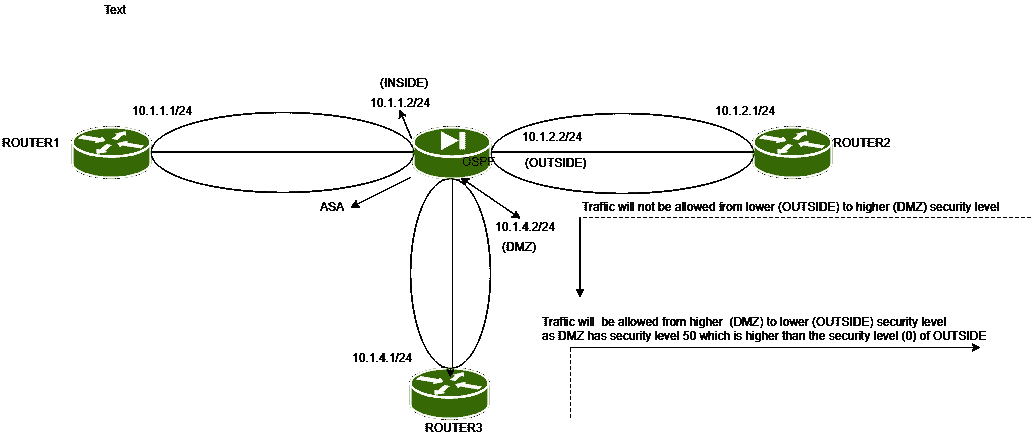 Text
(INSIDE)
10.1.1.1/24
10.1.1.2/24
10.1.2.1/24
ROUTER1
10.1.2.2/24
ROUTER2
OSPF
(OUTSIDE)
ASA
10.1.4.2/24
(DMZ)
Traffic will not be allowed from lower (OUTSIDE) to higher (DMZ) security level
Traffic will be allowed from higher (DMZ) to lower (OUTSIDE) security level
as DMZ has security level 50 which is higher than the security level (0) of OUTSIDE
10.1.4.1/24
ROUTER3